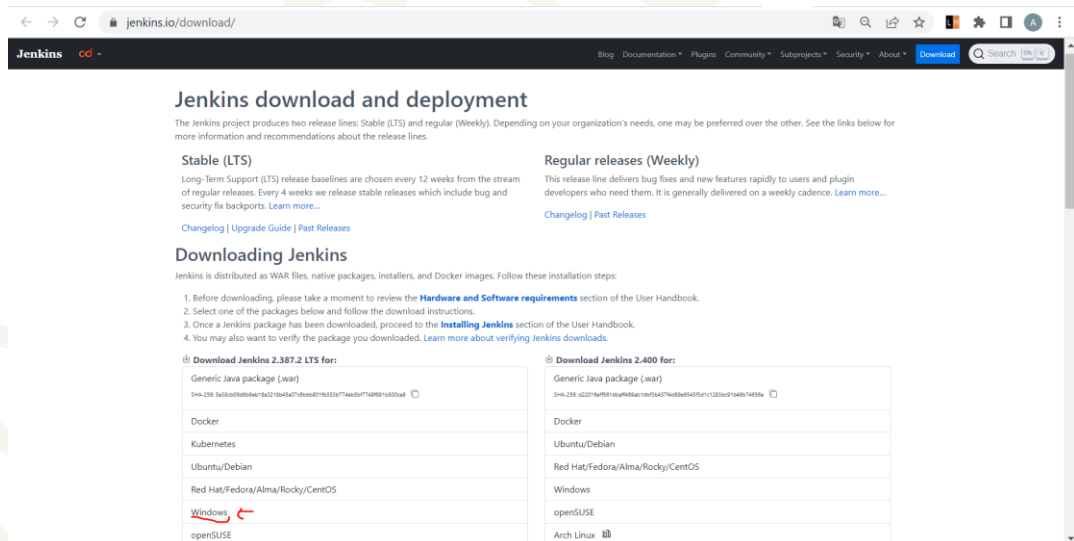 jenkins.io/download/
A
Jenkins cd
Blog Documentation Plugins Community Subprojects Security About Download Search
Jenkins download and deployment
The Jenkins project produces two release lines: Stable (LTS) and regular (Weekly). Depending on your organization's needs, one may be preferred over the other. See the links below for
more information and recommendations about the release lines.
Stable (LTS)
Long-Term Support (LTS) release baselines are chosen every 12 weeks from the stream
of regular releases. Every 4 weeks we release stable releases which include bug and
security fix backports. Learn more...
Changelog | Upgrade Guide | Past Releases
Regular releases (Weekly)
This release line delivers bug fixes and new features rapidly to users and plugin
developers who need them. It is generally delivered on a weekly cadence. Learn more...
Changelog | Past Releases
Downloading Jenkins
Jenkins is distributed as WAR files, native packages, installers, and Docker images. Follow these installation steps:
1. Before downloading, please take a moment to review the Hardware and Software requirements section of the User Handbook.
2. Select one of the packages below and follow the download instructions.
3. Once a Jenkins package has been downloaded, proceed to the Installing Jenkins section of the User Handbook.
4. You may also want to verify the package you downloaded. Learn more about verifying Jenkins downloads.
Download Jenkins 2.387.2 LTS for:
Generic Java package (.war)
SHA-256:
Docker
Kubernetes
Ubuntu/Debian
Red Hat/Fedora/Alma/Rocky/CentOS
Windows
openSUSE
Download Jenkins 2.400 for:
Generic Java package (.war)
SHA-256:
Docker
Ubuntu/Debian
Red Hat/Fedora/Alma/Rocky/CentOS
Windows
openSUSE
Arch Linux